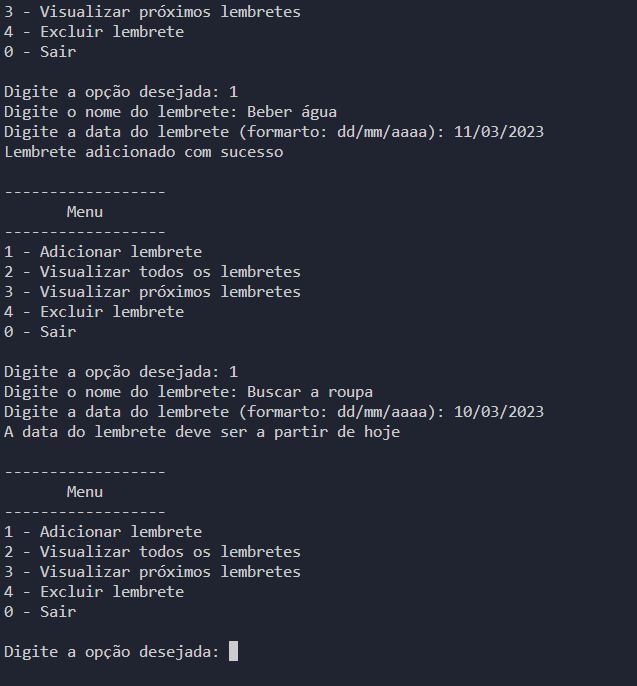 3 - Visualizar próximos lembretes
4 - Excluir lembrete
0 - Sair
Digite a opção desejada: 1
Digite o nome do lembrete: Beber água
Digite a data do lembrete (formarto: dd/mm/aaaa): 11/03/2023
Lembrete adicionado com sucesso
------------------
Menu
------------------
1 - Adicionar lembrete
2 - Visualizar todos os lembretes
3 - Visualizar próximos lembretes
4 - Excluir lembrete
0 - Sair
Digite a opção desejada: 1
Digite o nome do lembrete: Buscar a roupa
Digite a data do lembrete (formarto: dd/mm/aaaa): 10/03/2023
A data do lembrete deve ser a partir de hoje
------------------
Menu
------------------
1 - Adicionar lembrete
2 - Visualizar todos os lembretes
3 - Visualizar próximos lembretes
4 - Excluir lembrete
0 - Sair
Digite a opção desejada: